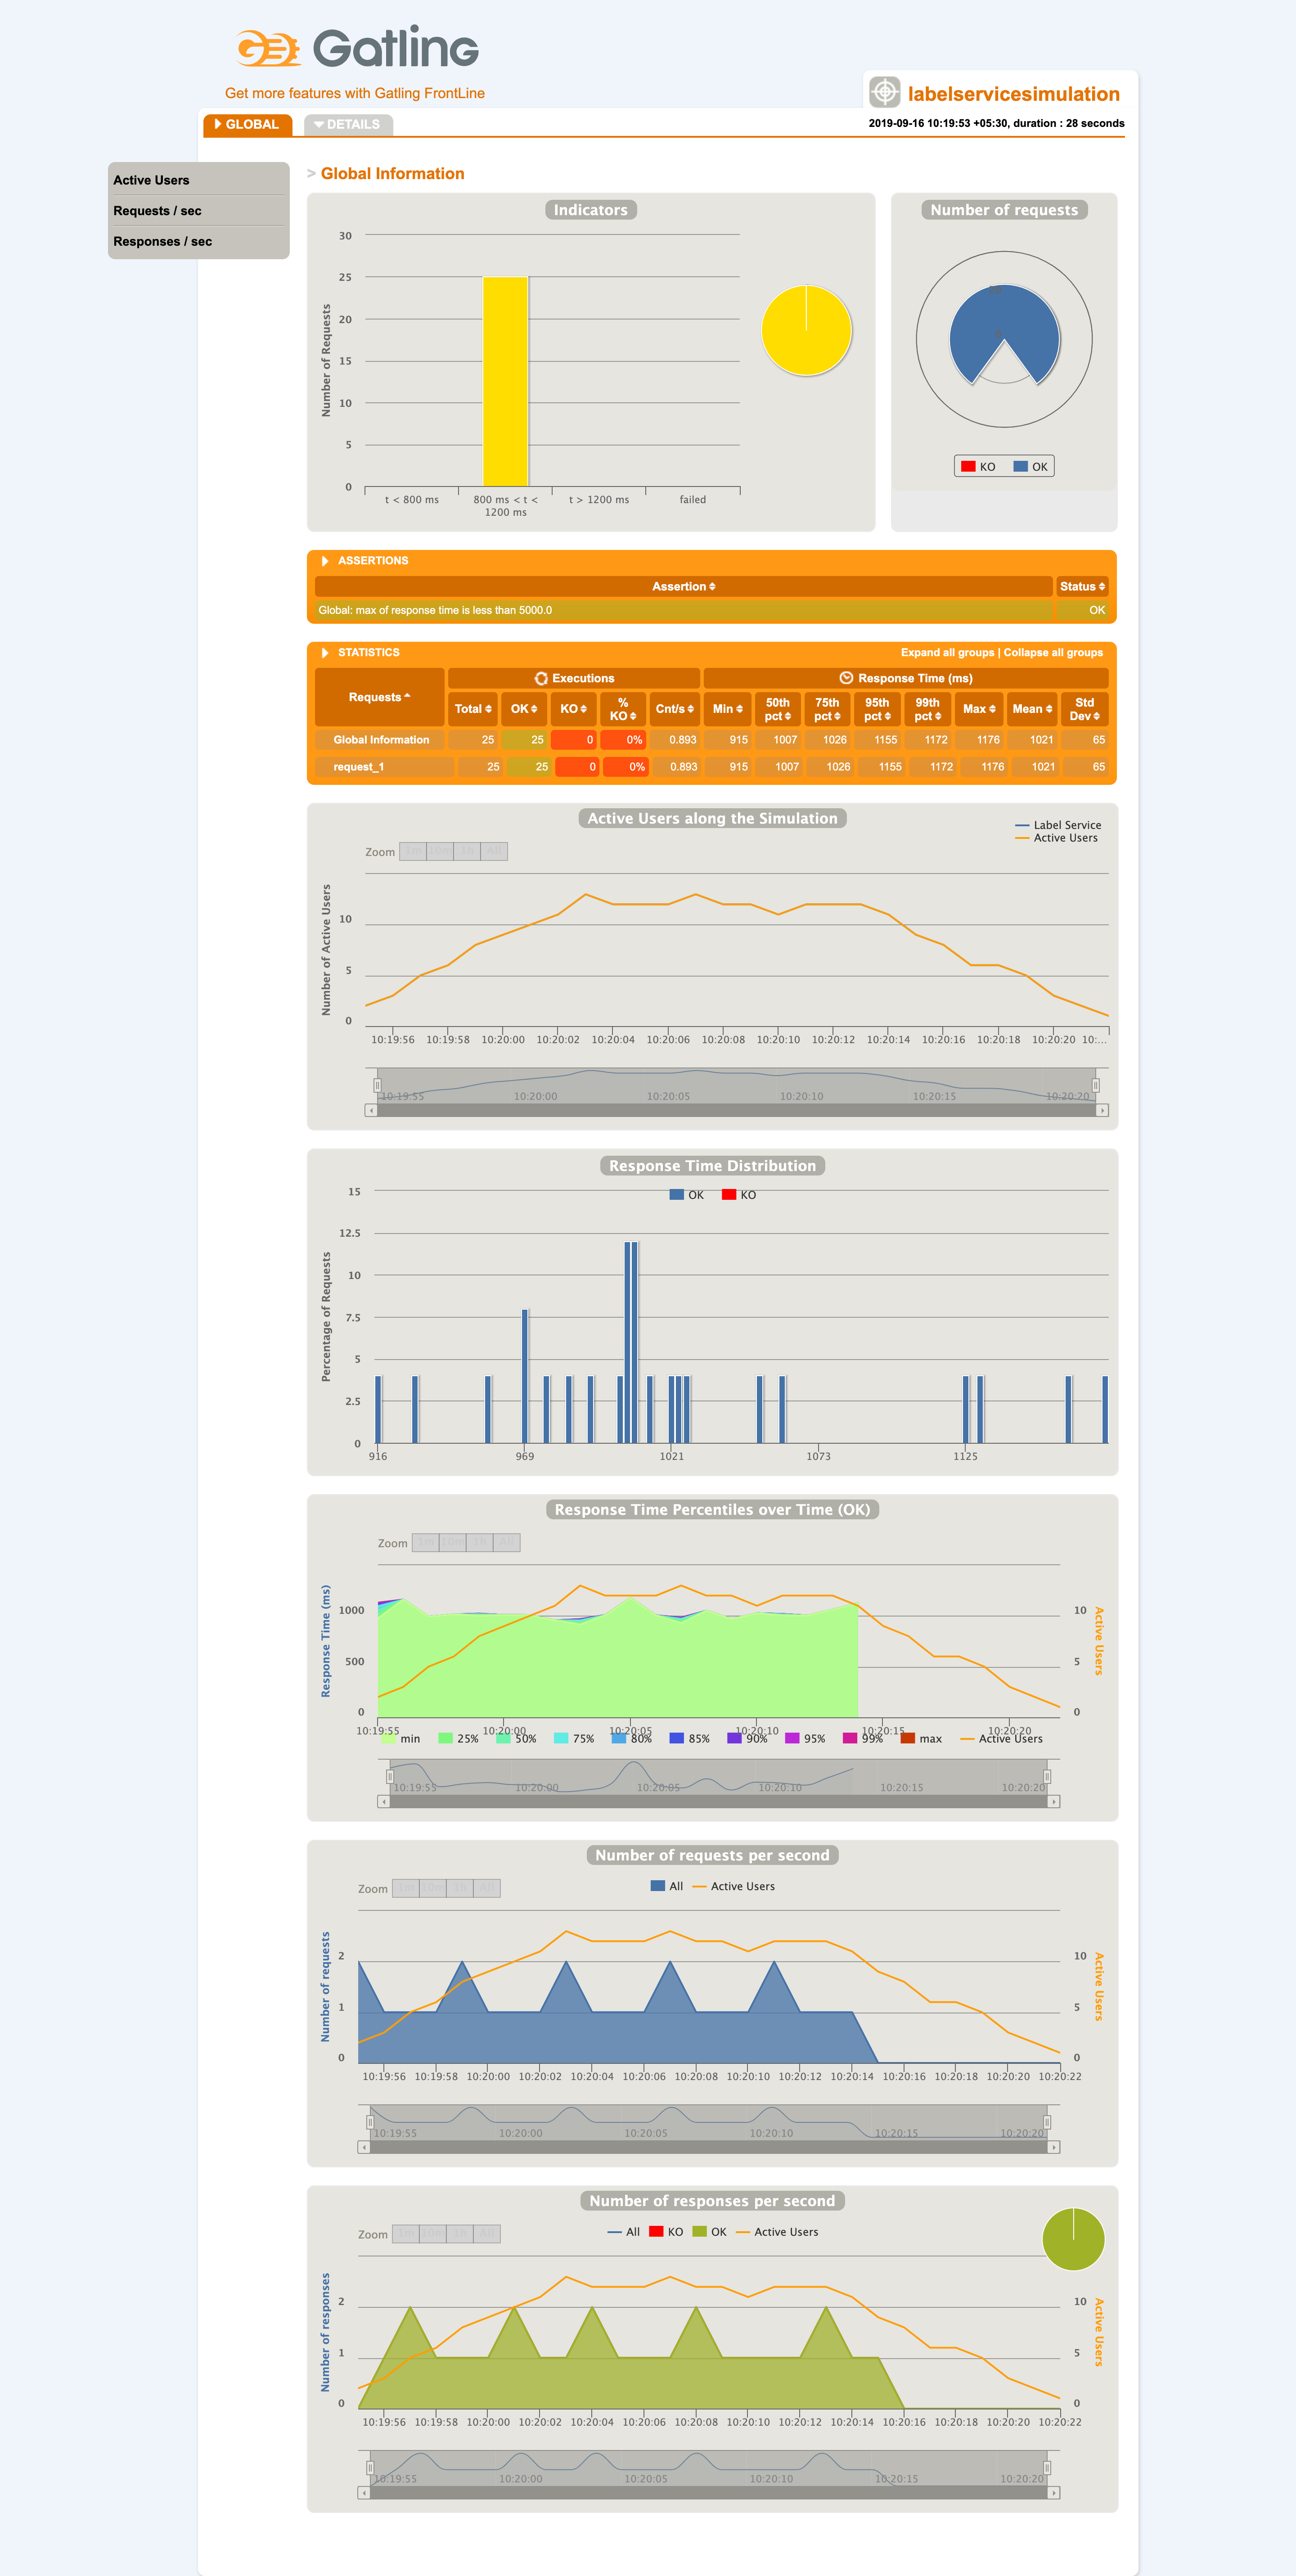 Gatling
Get more features with Gatling FrontLine
labelservicesimulation
GLOBAL
DETAILS
2019-09-16 10:19:53 +05:30, duration : 28 seconds
Active Users
Requests / sec
Responses / sec
> Global Information
Indicators
Number of Requests
30
25
20
15
10
5
0
t < 800 ms
800 ms < t <
1200 ms
t > 1200 ms
failed
Number of requests
KO
OK
ASSERTIONS
Assertion
Status
Global: max of response time is less than 5000.0
OK
STATISTICS
Expand all groups | Collapse all groups
Requests
Executions
Response Time (ms)
Total OK KO % KO Cnt/s Min 50th pct 75th pct 95th pct 99th pct Max Mean Std Dev
Global Information 25 25 0 0% 0.893 915 1007 1026 1155 1172 1176 1021 65
request_1 25 25 0 0% 0.893 915 1007 1026 1155 1172 1176 1021 65
Active Users along the Simulation
Label Service
Active Users
Zoom 1m 10m 1h All
Number of Active Users
10
5
0
10:19:56 10:19:58 10:20:00 10:20:02 10:20:04 10:20:06 10:20:08 10:20:10 10:20:12 10:20:14 10:20:16 10:20:18 10:20:20 10:...
10:19:55 10:20:00 10:20:05 10:20:10 10:20:15 10:20:20
Response Time Distribution
OK KO
Percentage of Requests
15
12.5
10
7.5
5
2.5
0
916 969 1021 1073 1125
Response Time Percentiles over Time (OK)
Zoom 1m 10m 1h All
Response Time (ms)
1000
500
0
Active Users
10
5
0
10:19:55 10:20:00 10:20:05 10:20:10 10:20:15 10:20:20
min 25% 50% 75% 80% 85% 90% 95% 99% max Active Users
10:19:55 10:20:00 10:20:05 10:20:10 10:20:15 10:20:20
Number of requests per second
Zoom 1m 10m 1h All
All Active Users
Number of requests
2
1
0
Active Users
10
5
0
10:19:56 10:19:58 10:20:00 10:20:02 10:20:04 10:20:06 10:20:08 10:20:10 10:20:12 10:20:14 10:20:16 10:20:18 10:20:20 10:20:22
10:19:55 10:20:00 10:20:05 10:20:10 10:20:15 10:20:20
Number of responses per second
Zoom 1m 10m 1h All
All KO OK Active Users
Number of responses
2
1
0
Active Users
10
5
0
10:19:56 10:19:58 10:20:00 10:20:02 10:20:04 10:20:06 10:20:08 10:20:10 10:20:12 10:20:14 10:20:16 10:20:18 10:20:20 10:20:22
10:19:55 10:20:00 10:20:05 10:20:10 10:20:15 10:20:20